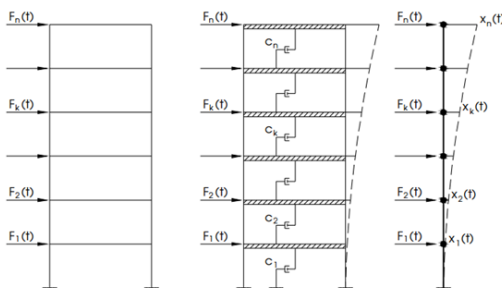 Fn(t) Fn(t) Fn(t) xn(t)
cn
Fk(t) Fk(t) Fk(t) xk(t)
ck
F2(t) F2(t) F2(t) x2(t)
c2
F1(t) F1(t) F1(t) x1(t)
c1